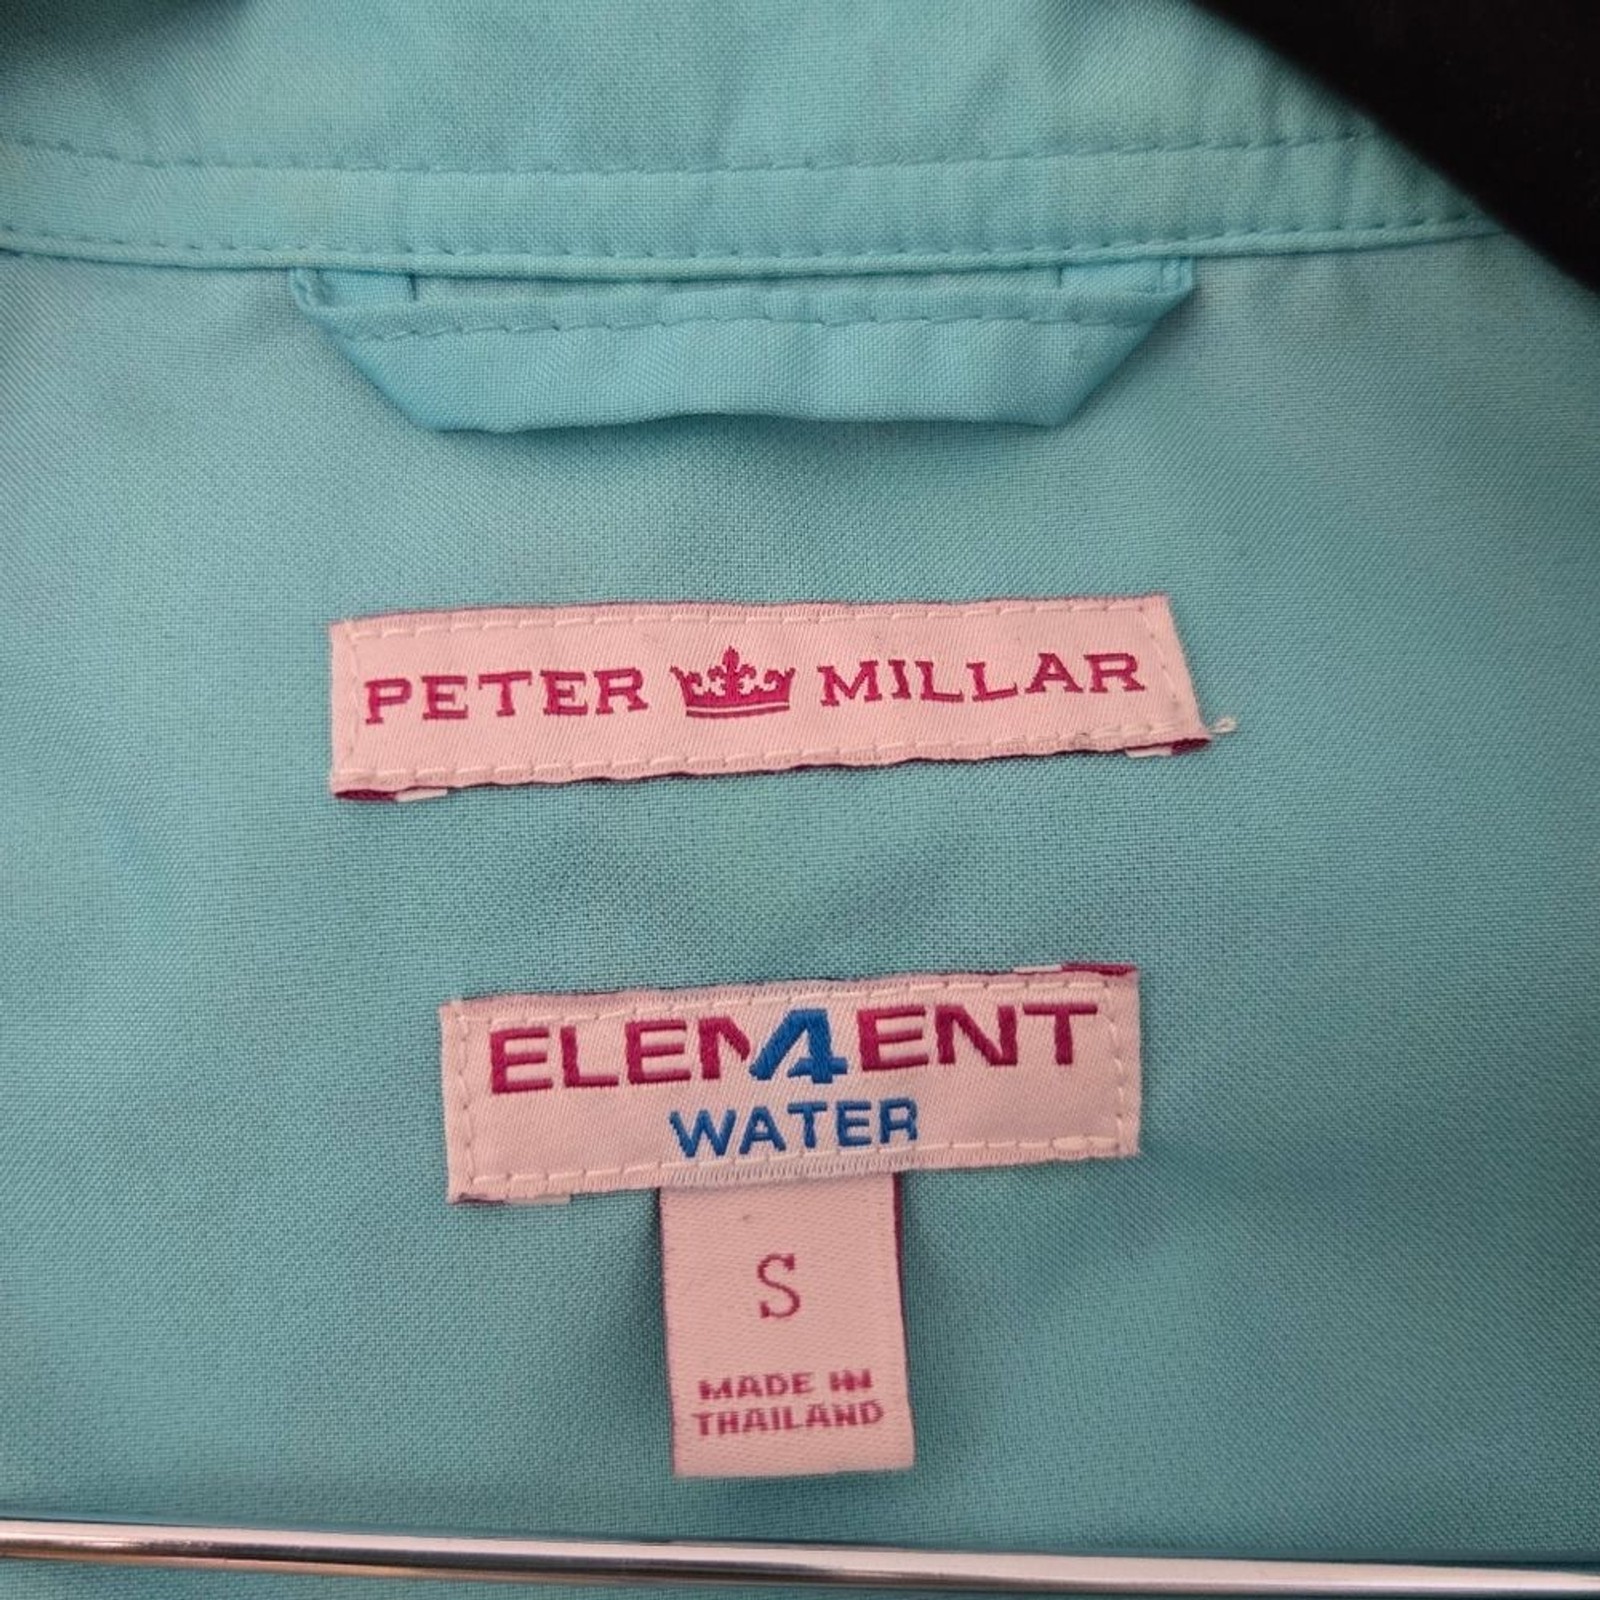 PETER MILLAR
ELEM4ENT
WATER
S
MADE IN
THAILAND